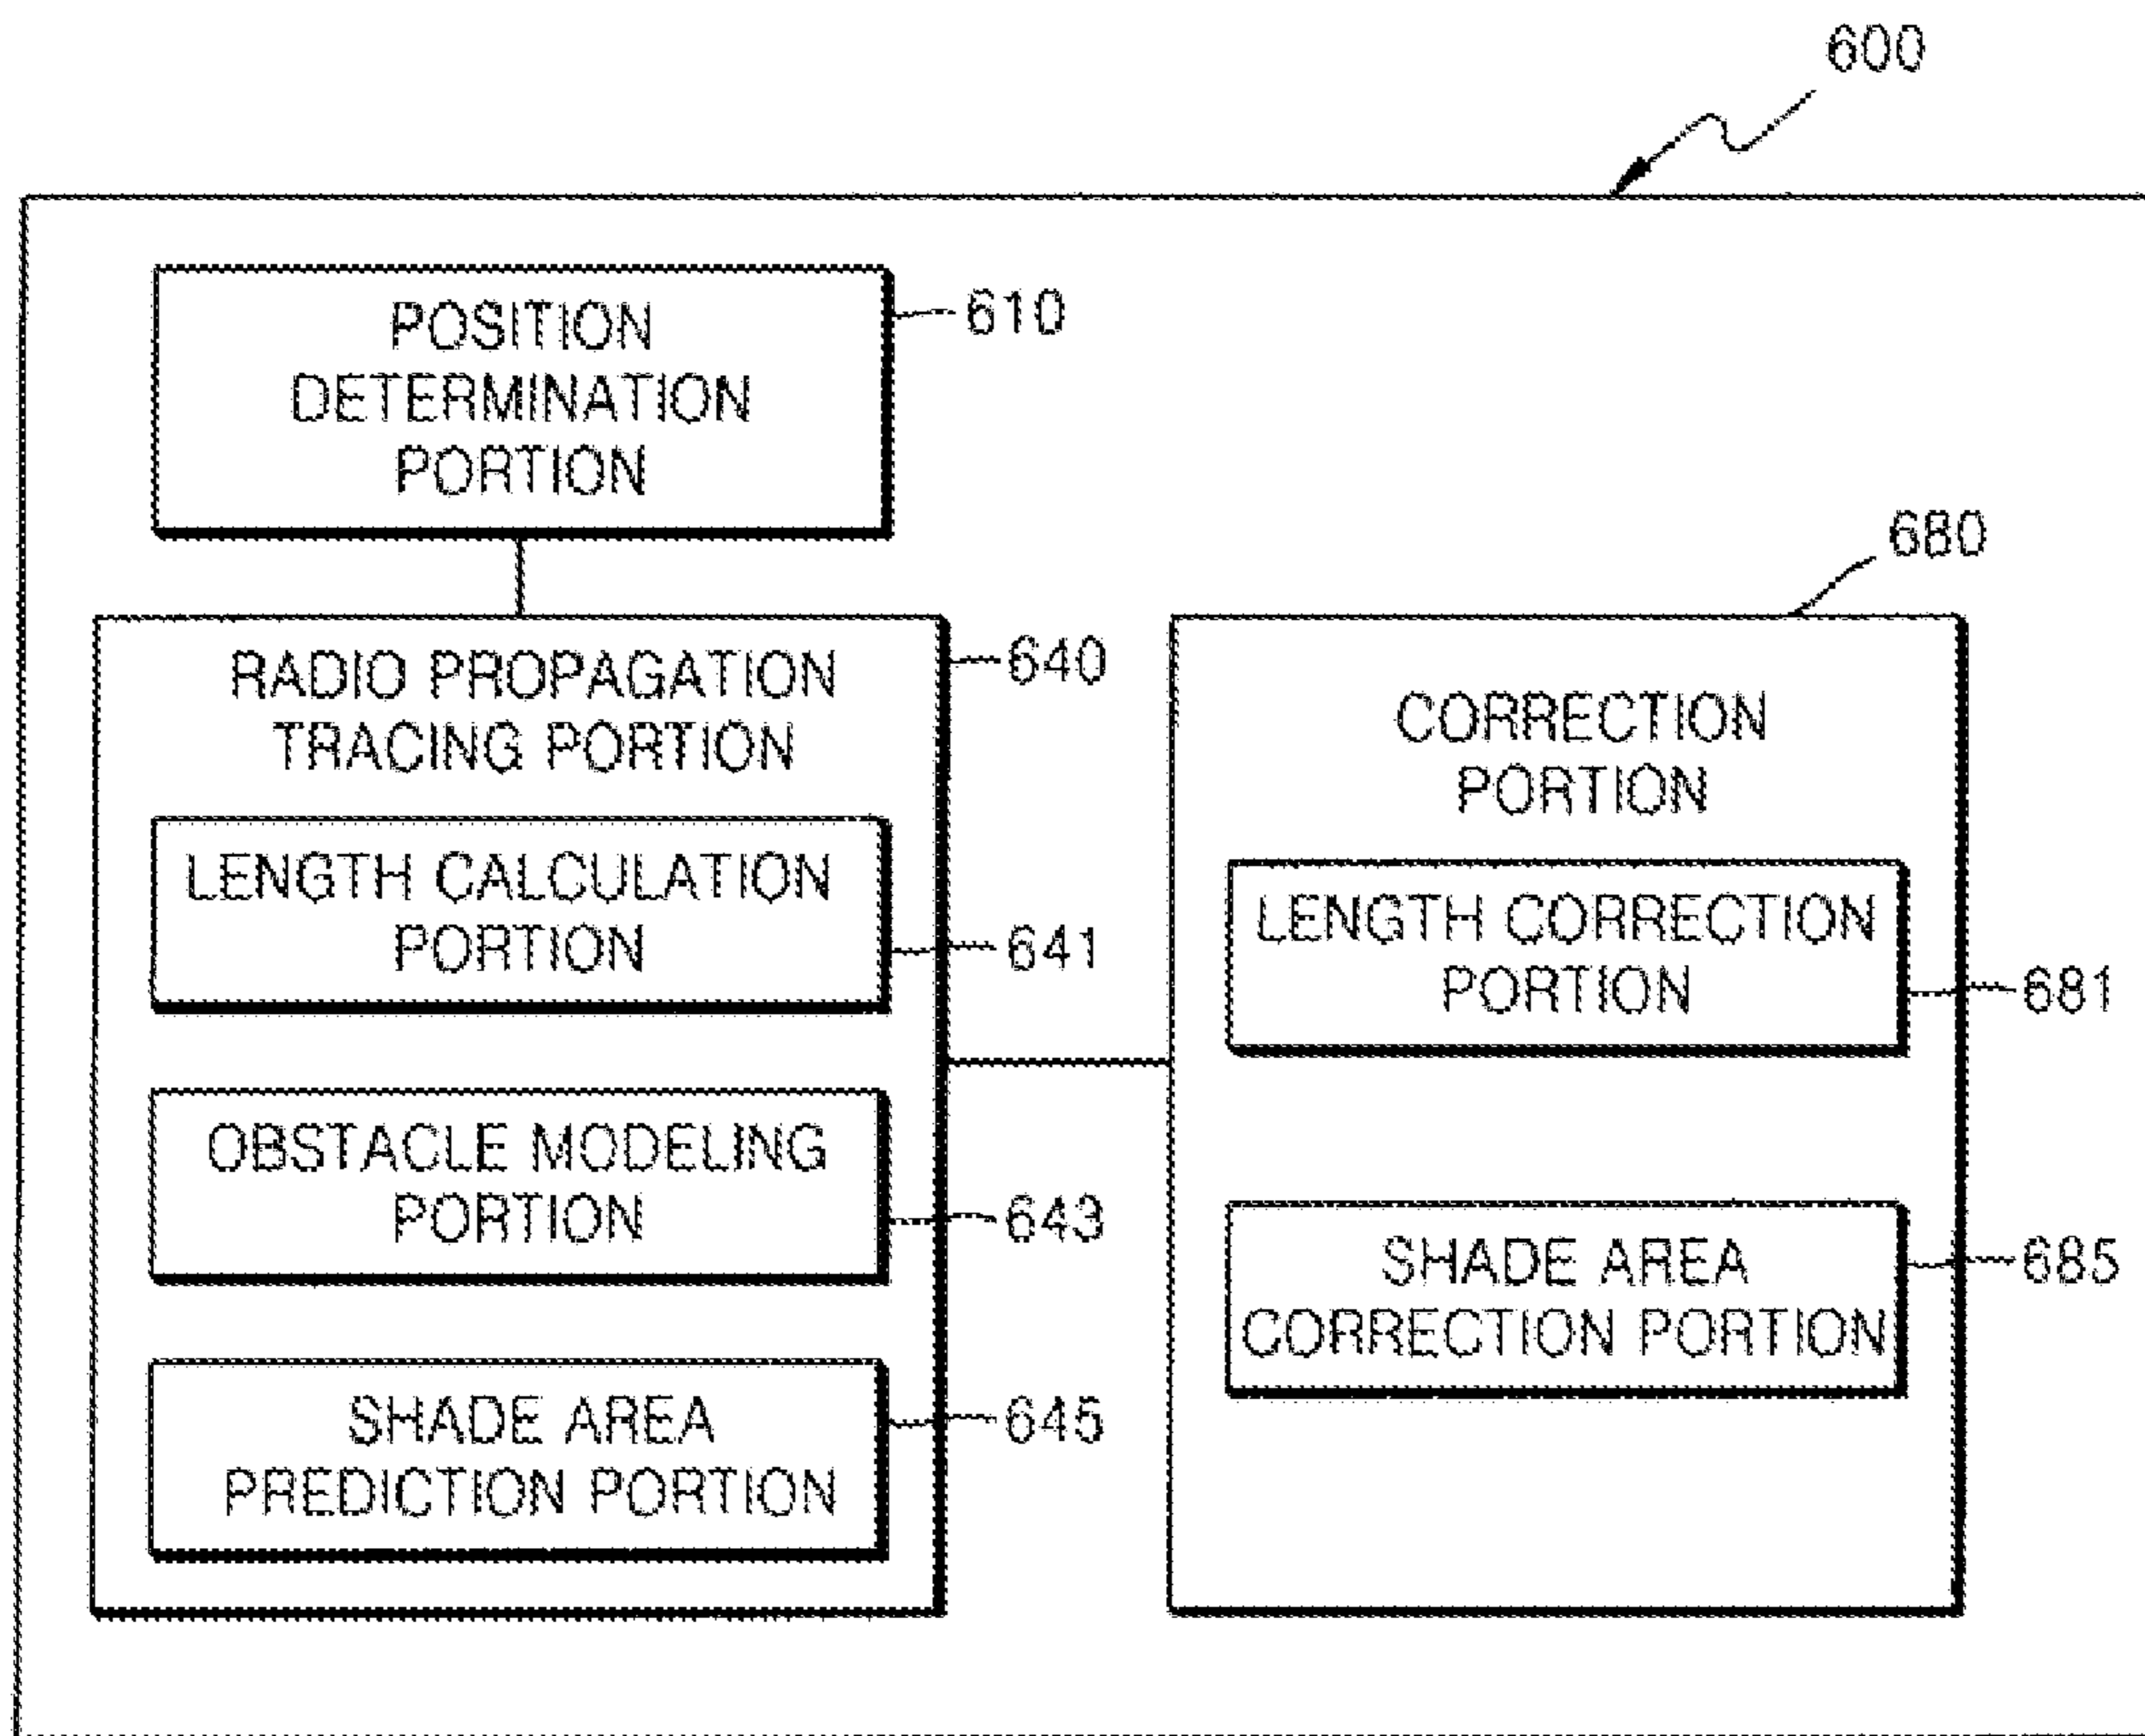 600
POSITION
DETERMINATION
PORTION
610
RADIO PROPAGATION
TRACING PORTION
640
LENGTH CALCULATION
PORTION
641
OBSTACLE MODELING
PORTION
643
SHADE AREA
PREDICTION PORTION
645
680
CORRECTION
PORTION
LENGTH CORRECTION
PORTION
681
SHADE AREA
CORRECTION PORTION
685